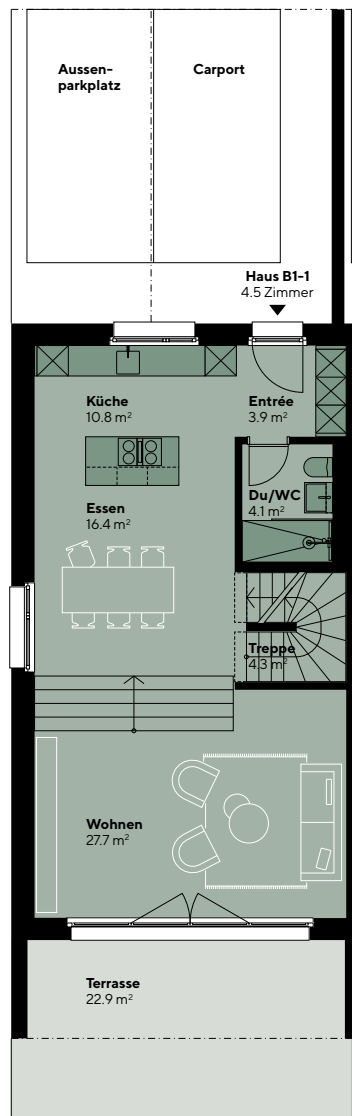 Aussen-
parkplatz
Carport
Haus B1-1
4.5 Zimmer
Küche
10.8 m²
Entrée
3.9 m²
Essen
16.4 m²
Du/WC
4.1 m²
Treppe
4.3 m²
Wohnen
27.7 m²
Terrasse
22.9 m²